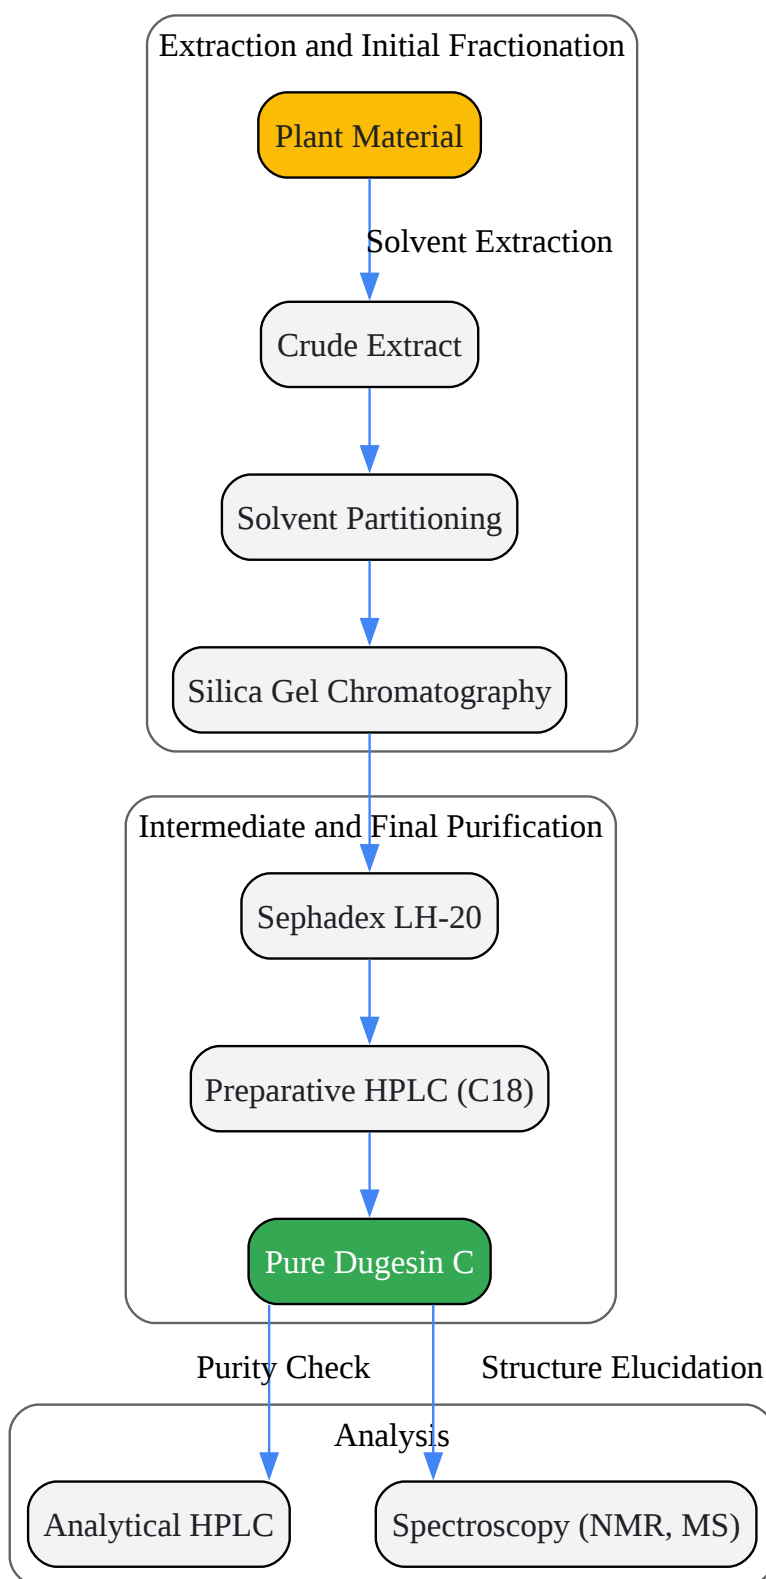 Extraction and Initial Fractionation
Plant Material
Solvent Extraction
Crude Extract
Solvent Partitioning
Silica Gel Chromatography
Intermediate and Final Purification
Sephadex LH-20
Preparative HPLC (C18)
Pure Dugesin C
Purity Check
Structure Elucidation
Analysis
Analytical HPLC
Spectroscopy (NMR, MS)